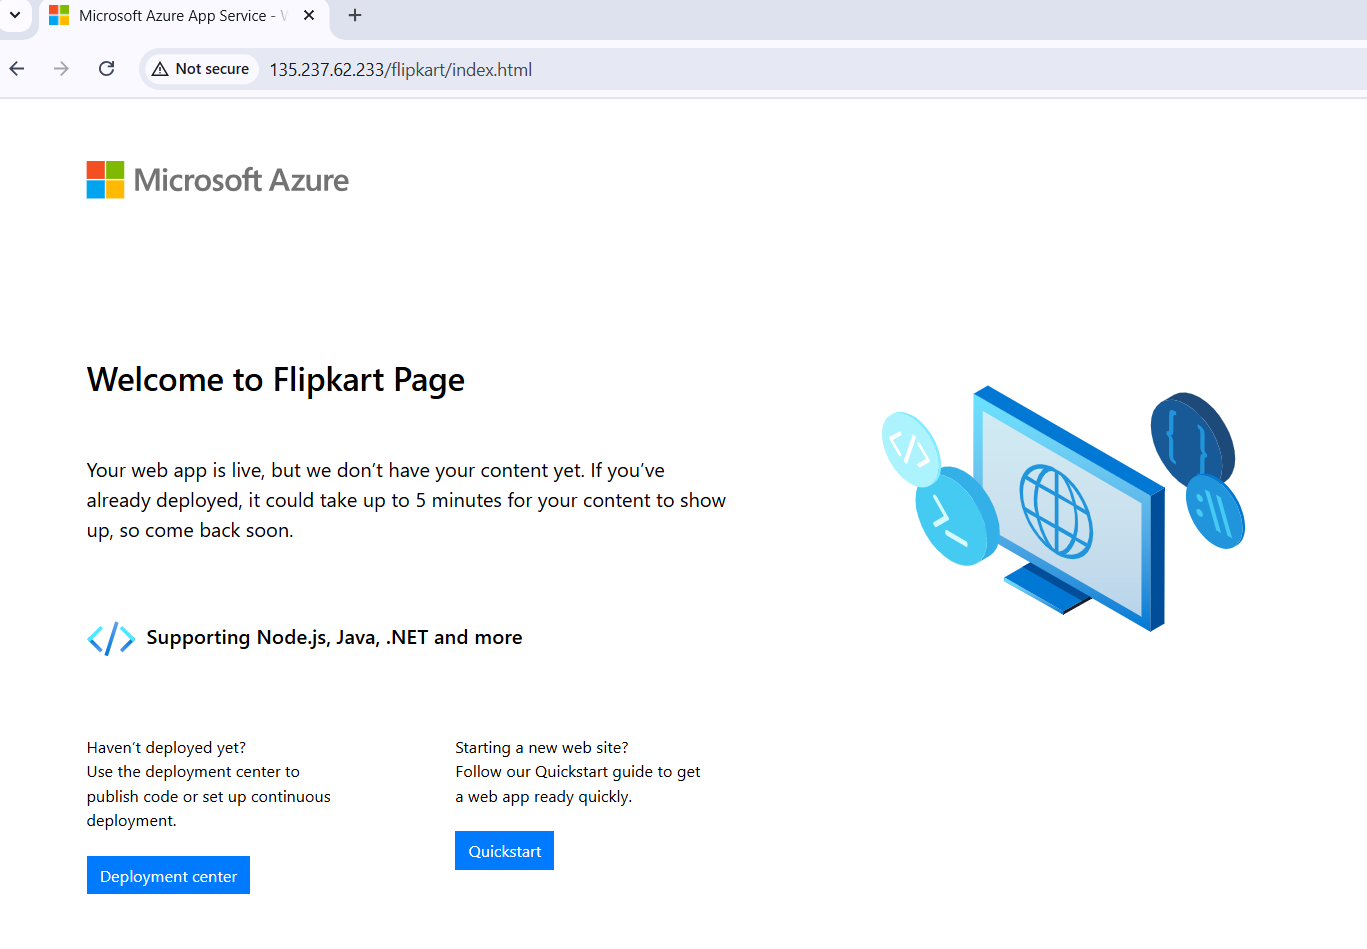 Microsoft Azure App Service -
Not secure
135.237.62.233/flipkart/index.html
Microsoft Azure
Welcome to Flipkart Page
Your web app is live, but we don’t have your content yet. If you’ve
already deployed, it could take up to 5 minutes for your content to show
up, so come back soon.
</> Supporting Node.js, Java, .NET and more
Haven’t deployed yet?
Use the deployment center to
publish code or set up continuous
deployment.
Deployment center
Starting a new web site?
Follow our Quickstart guide to get
a web app ready quickly.
Quickstart
</>
>_
{ }
:\\